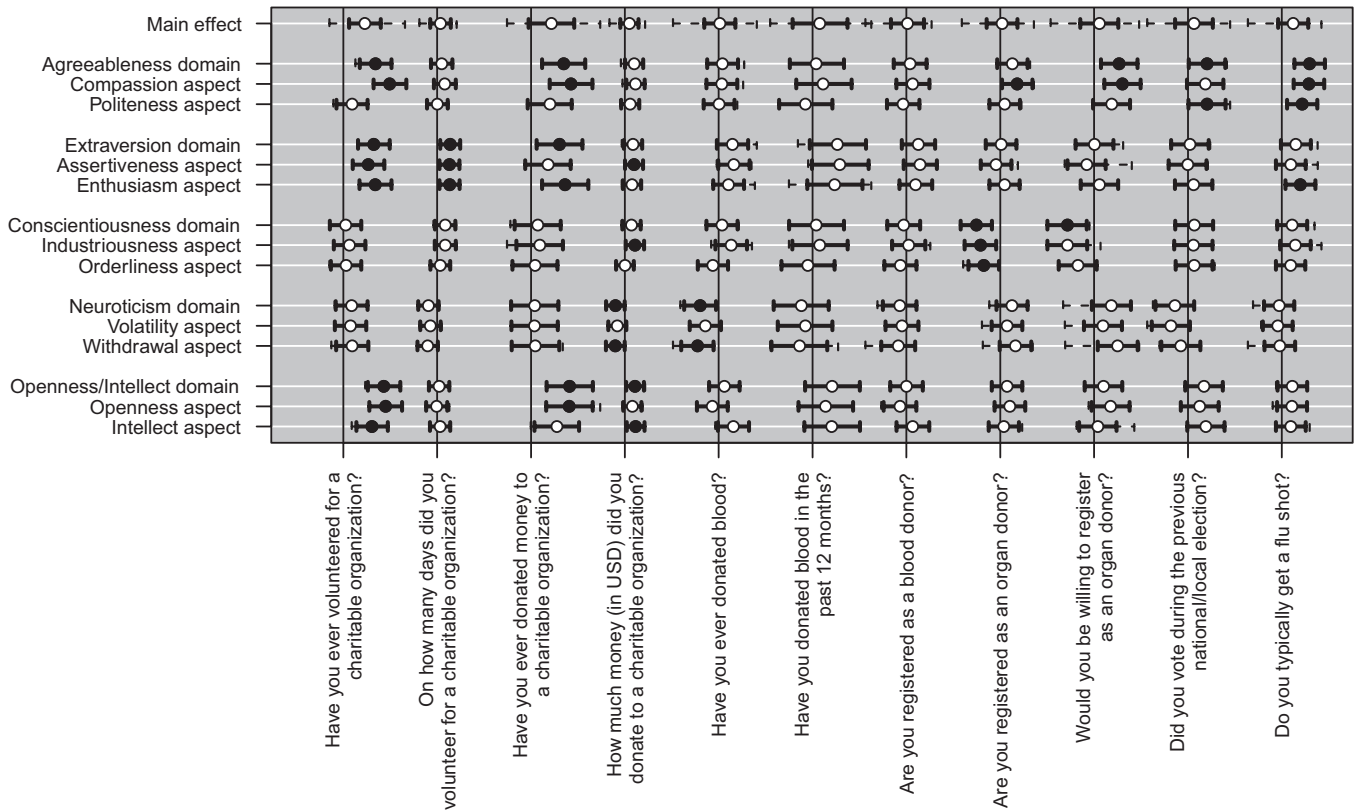 Main effect
Agreeableness domain
Compassion aspect
Politeness aspect
Extraversion domain
Assertiveness aspect
Enthusiasm aspect
Conscientiousness domain
Industriousness aspect
Orderliness aspect
Neuroticism domain
Volatility aspect
Withdrawal aspect
Openness/Intellect domain
Openness aspect
Intellect aspect
Have you ever volunteered for a
charitable organization?
On how many days did you
volunteer for a charitable organization?
Have you ever donated money to
a charitable organization?
How much money (in USD) did you
donate to a charitable organization?
Have you ever donated blood?
Have you donated blood in the
past 12 months?
Are you registered as a blood donor?
Are you registered as an organ donor?
Would you be willing to register
as an organ donor?
Did you vote during the previous
national/local election?
Do you typically get a flu shot?